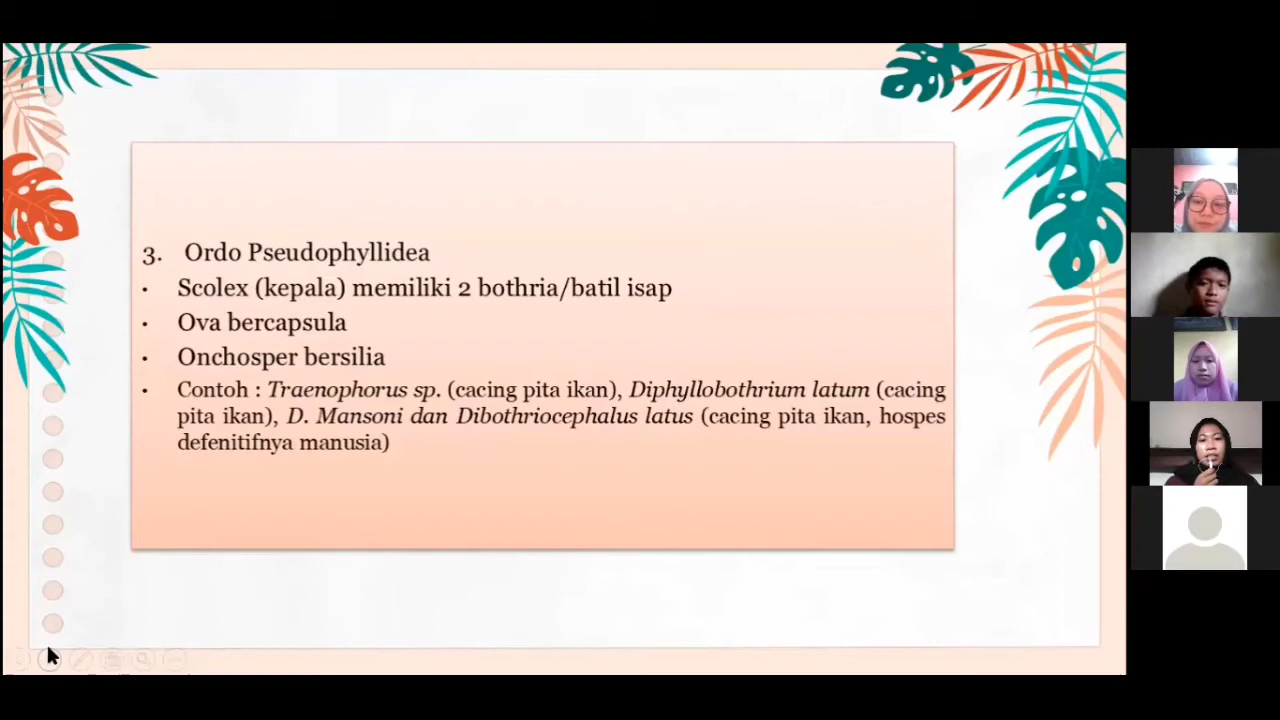 3. Ordo Pseudophyllidea
• Scolex (kepala) memiliki 2 bothria/batil isap
• Ova bercapsula
• Onchosper bersilia
• Contoh : Traenophorus sp. (cacing pita ikan), Diphyllobothrium latum (cacing
pita ikan), D. Mansoni dan Dibothriocephalus latus (cacing pita ikan, hospes
defenitifnya manusia)